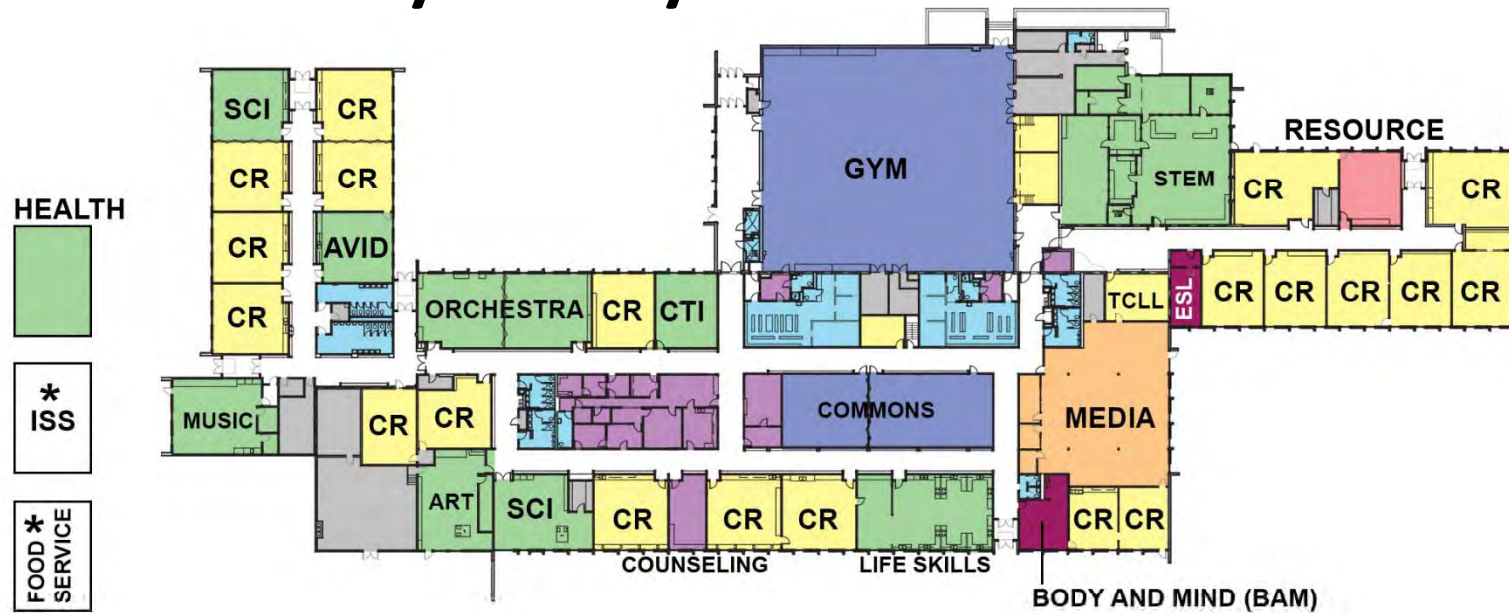 SCI CR
CR CR
CR AVID
CR
HEALTH
* ISS
FOOD * SERVICE
GYM
RESOURCE
STEM CR CR
ORCHESTRA CR CTI
TCLL ESL CR CR CR CR CR
MUSIC CR CR
COMMONS
MEDIA
ART SCI CR CR CR
CR CR
COUNSELING
LIFE SKILLS
BODY AND MIND (BAM)